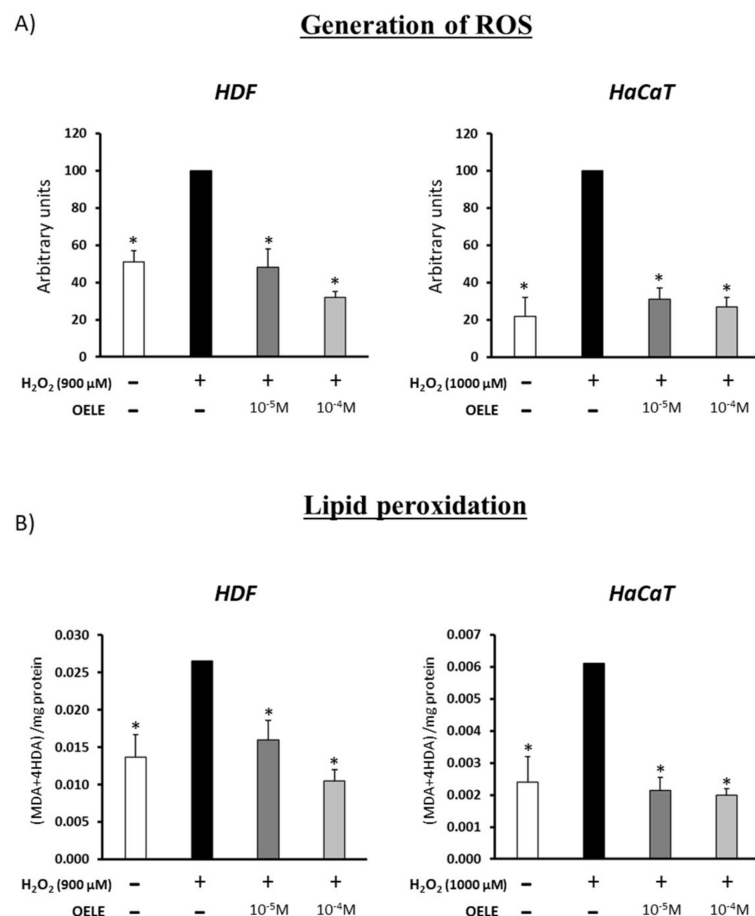 A)
Generation of ROS
HDF
HaCaT
Arbitrary units
120
100
80
60
40
20
0
* * *
H₂O₂ (900 µM) – + + +
OELE – – 10⁻⁵M 10⁻⁴M
Arbitrary units
120
100
80
60
40
20
0
* * *
H₂O₂ (1000 µM) – + + +
OELE – – 10⁻⁵M 10⁻⁴M
B)
Lipid peroxidation
HDF
HaCaT
(MDA+4HDA) /mg protein
0.030
0.025
0.020
0.015
0.010
0.005
0.000
* * *
H₂O₂ (900 µM) – + + +
OELE – – 10⁻⁵M 10⁻⁴M
(MDA+4HDA) /mg protein
0.007
0.006
0.005
0.004
0.003
0.002
0.001
0.000
* * *
H₂O₂ (1000 µM) – + + +
OELE – – 10⁻⁵M 10⁻⁴M